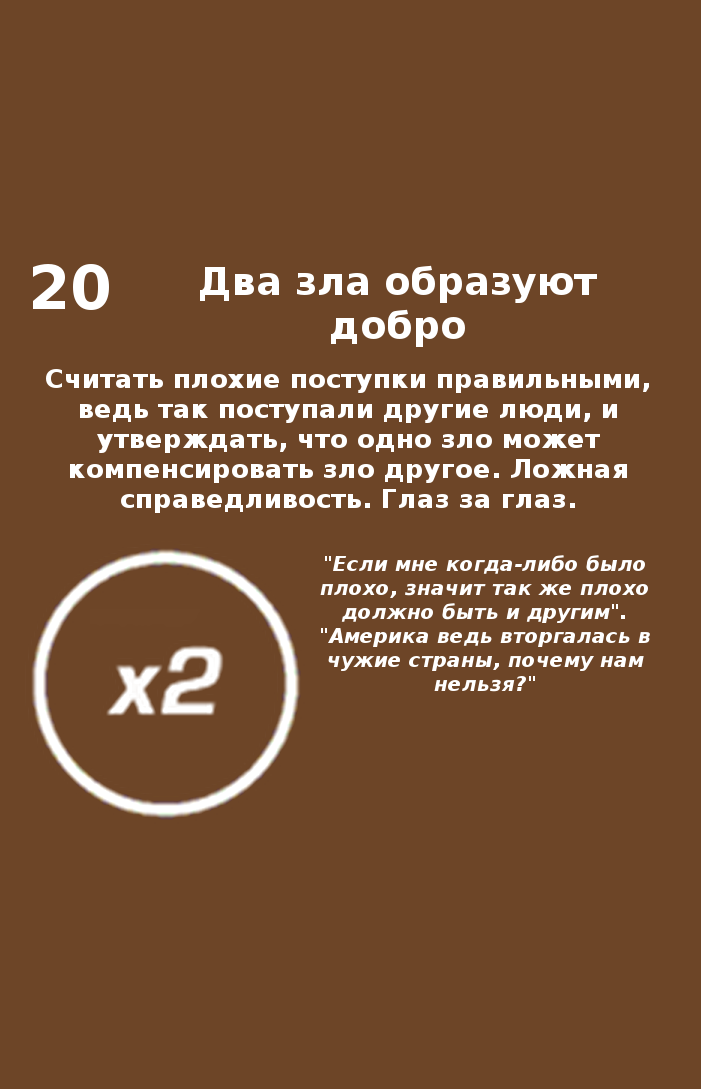 20
Два зла образуют
добро
Считать плохие поступки правильными,
ведь так поступали другие люди, и
утверждать, что одно зло может
компенсировать зло другое. Ложная
справедливость. Глаз за глаз.
"Если мне когда-либо было
плохо, значит так же плохо
должно быть и другим".
"Америка ведь вторгалась в
чужие страны, почему нам
нельзя?"
x2